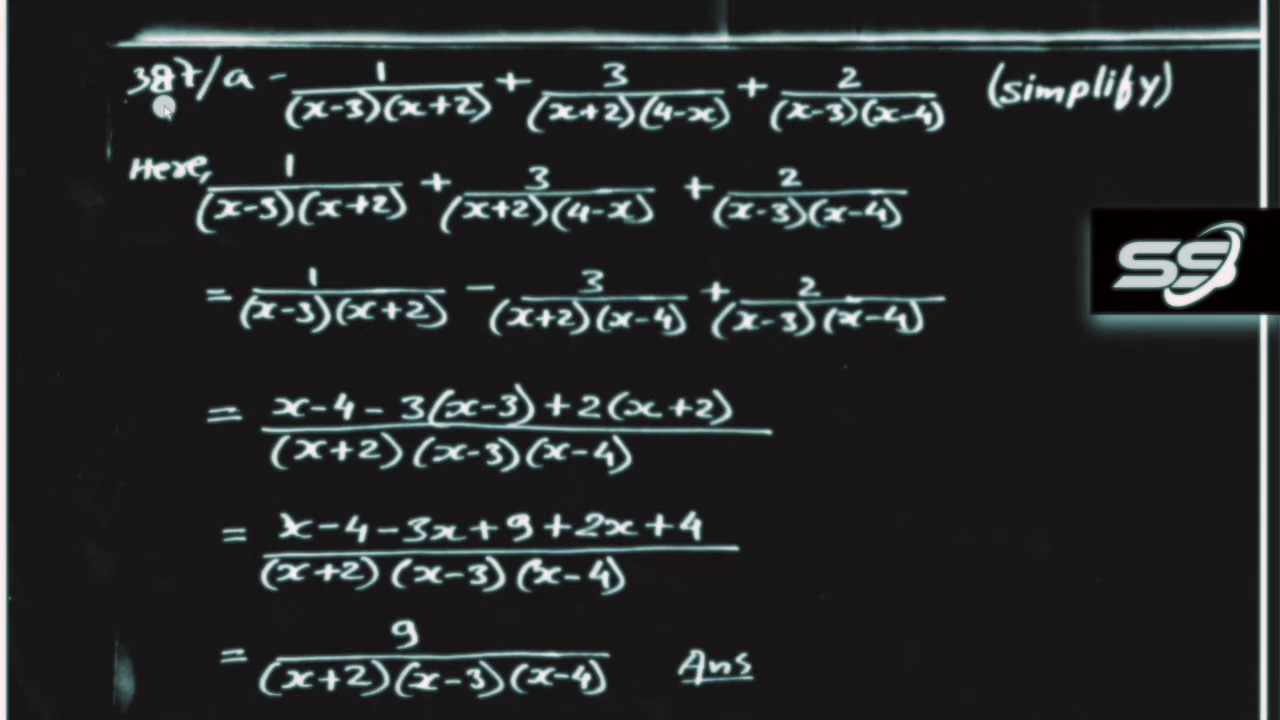 387/a - 1/((x-3)(x+2)) + 3/((x+2)(4-x)) + 2/((x-3)(x-4)) (simplify)
Here, 1/((x-3)(x+2)) + 3/((x+2)(4-x)) + 2/((x-3)(x-4))
= 1/((x-3)(x+2)) - 3/((x+2)(x-4)) + 2/((x-3)(x-4))
SS
= (x-4-3(x-3)+2(x+2))/((x+2)(x-3)(x-4))
= (x-4-3x+9+2x+4)/((x+2)(x-3)(x-4))
= 9/((x+2)(x-3)(x-4)) Ans